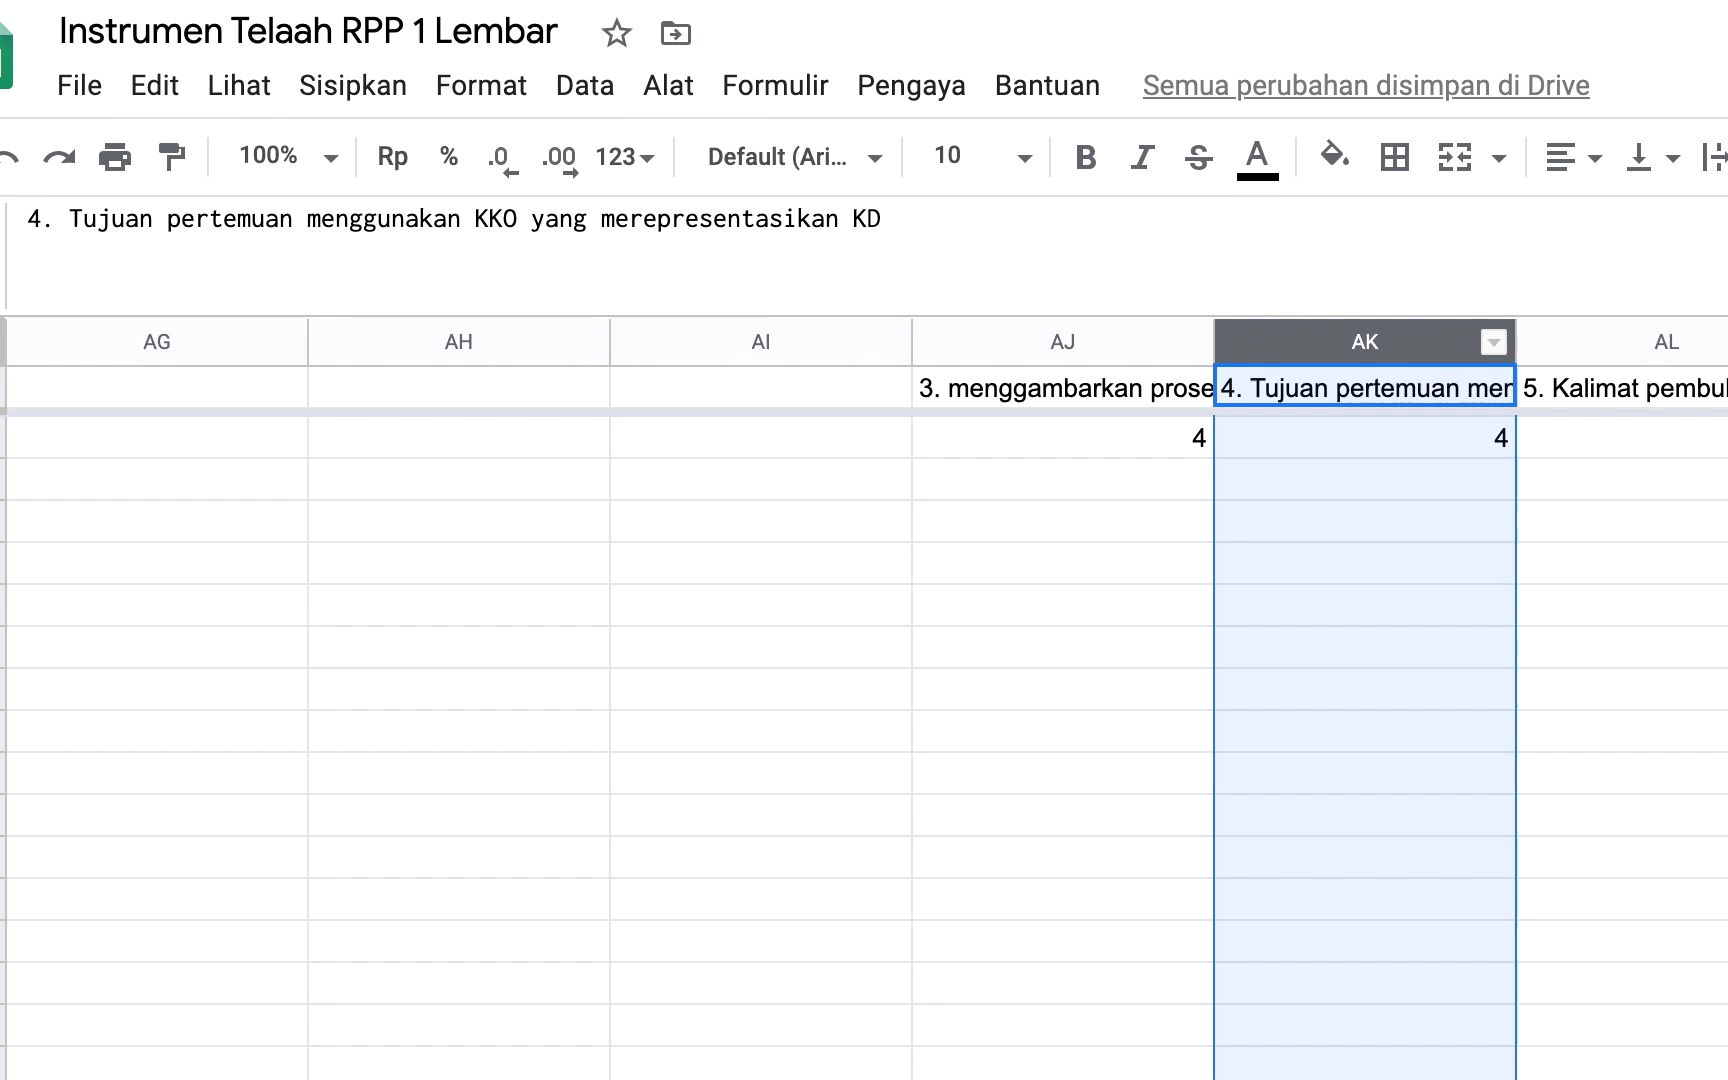 Instrumen Telaah RPP 1 Lembar
File Edit Lihat Sisipkan Format Data Alat Formulir Pengaya Bantuan Semua perubahan disimpan di Drive
100% Rp % .0 .00 123 Default (Ari... 10 B I S A
4. Tujuan pertemuan menggunakan KKO yang merepresentasikan KD
AG AH AI AJ AK AL
3. menggambarkan prose 4. Tujuan pertemuan mer 5. Kalimat pembul
4 4